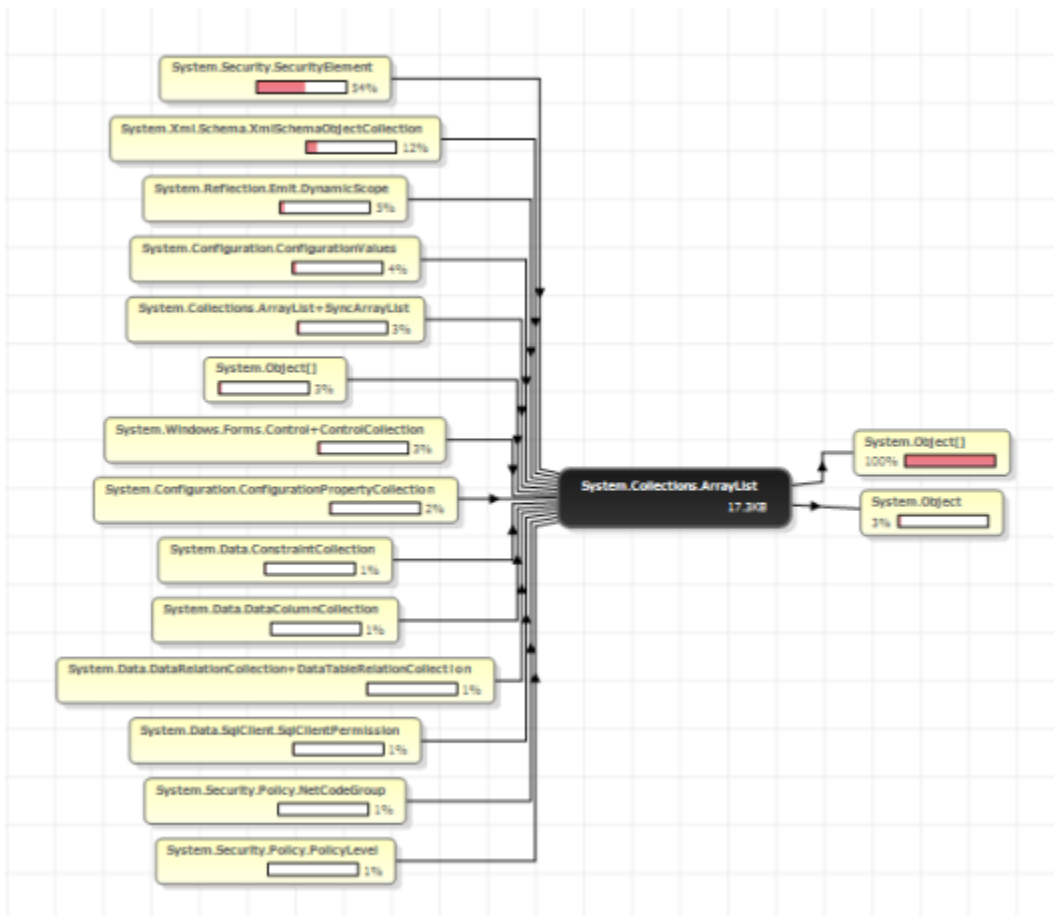 System.Security.SecurityElement
54%
System.Xml.Schema.XmlSchemaObjectCollection
12%
System.Reflection.Emit.DynamicScope
5%
System.Configuration.ConfigurationValues
4%
System.Collections.ArrayList+SyncArrayList
3%
System.Object[]
3%
System.Windows.Forms.Control+ControlCollection
3%
System.Configuration.ConfigurationPropertyCollection
2%
System.Data.ConstraintCollection
1%
System.Data.DataColumnCollection
1%
System.Data.DataRelationCollection+DataTableRelationCollection
1%
System.Data.SqlClient.SqlClientPermission
1%
System.Security.Policy.NetCodeGroup
1%
System.Security.Policy.PolicyLevel
1%
System.Collections.ArrayList
17.3KB
System.Object[]
100%
System.Object
3%